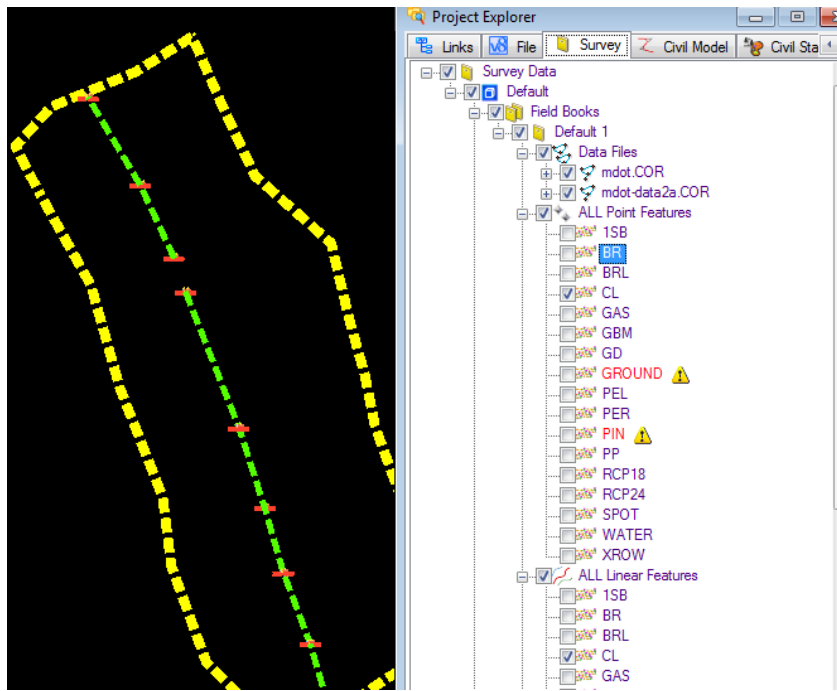 Project Explorer
Links File Survey Civil Model Civil Sta
Survey Data
Default
Field Books
Default 1
Data Files
mdot.COR
mdot-data2a.COR
ALL Point Features
1SB
BR
BRL
CL
GAS
GBM
GD
GROUND
PEL
PER
PIN
PP
RCP18
RCP24
SPOT
WATER
XROW
ALL Linear Features
1SB
BR
BRL
CL
GAS